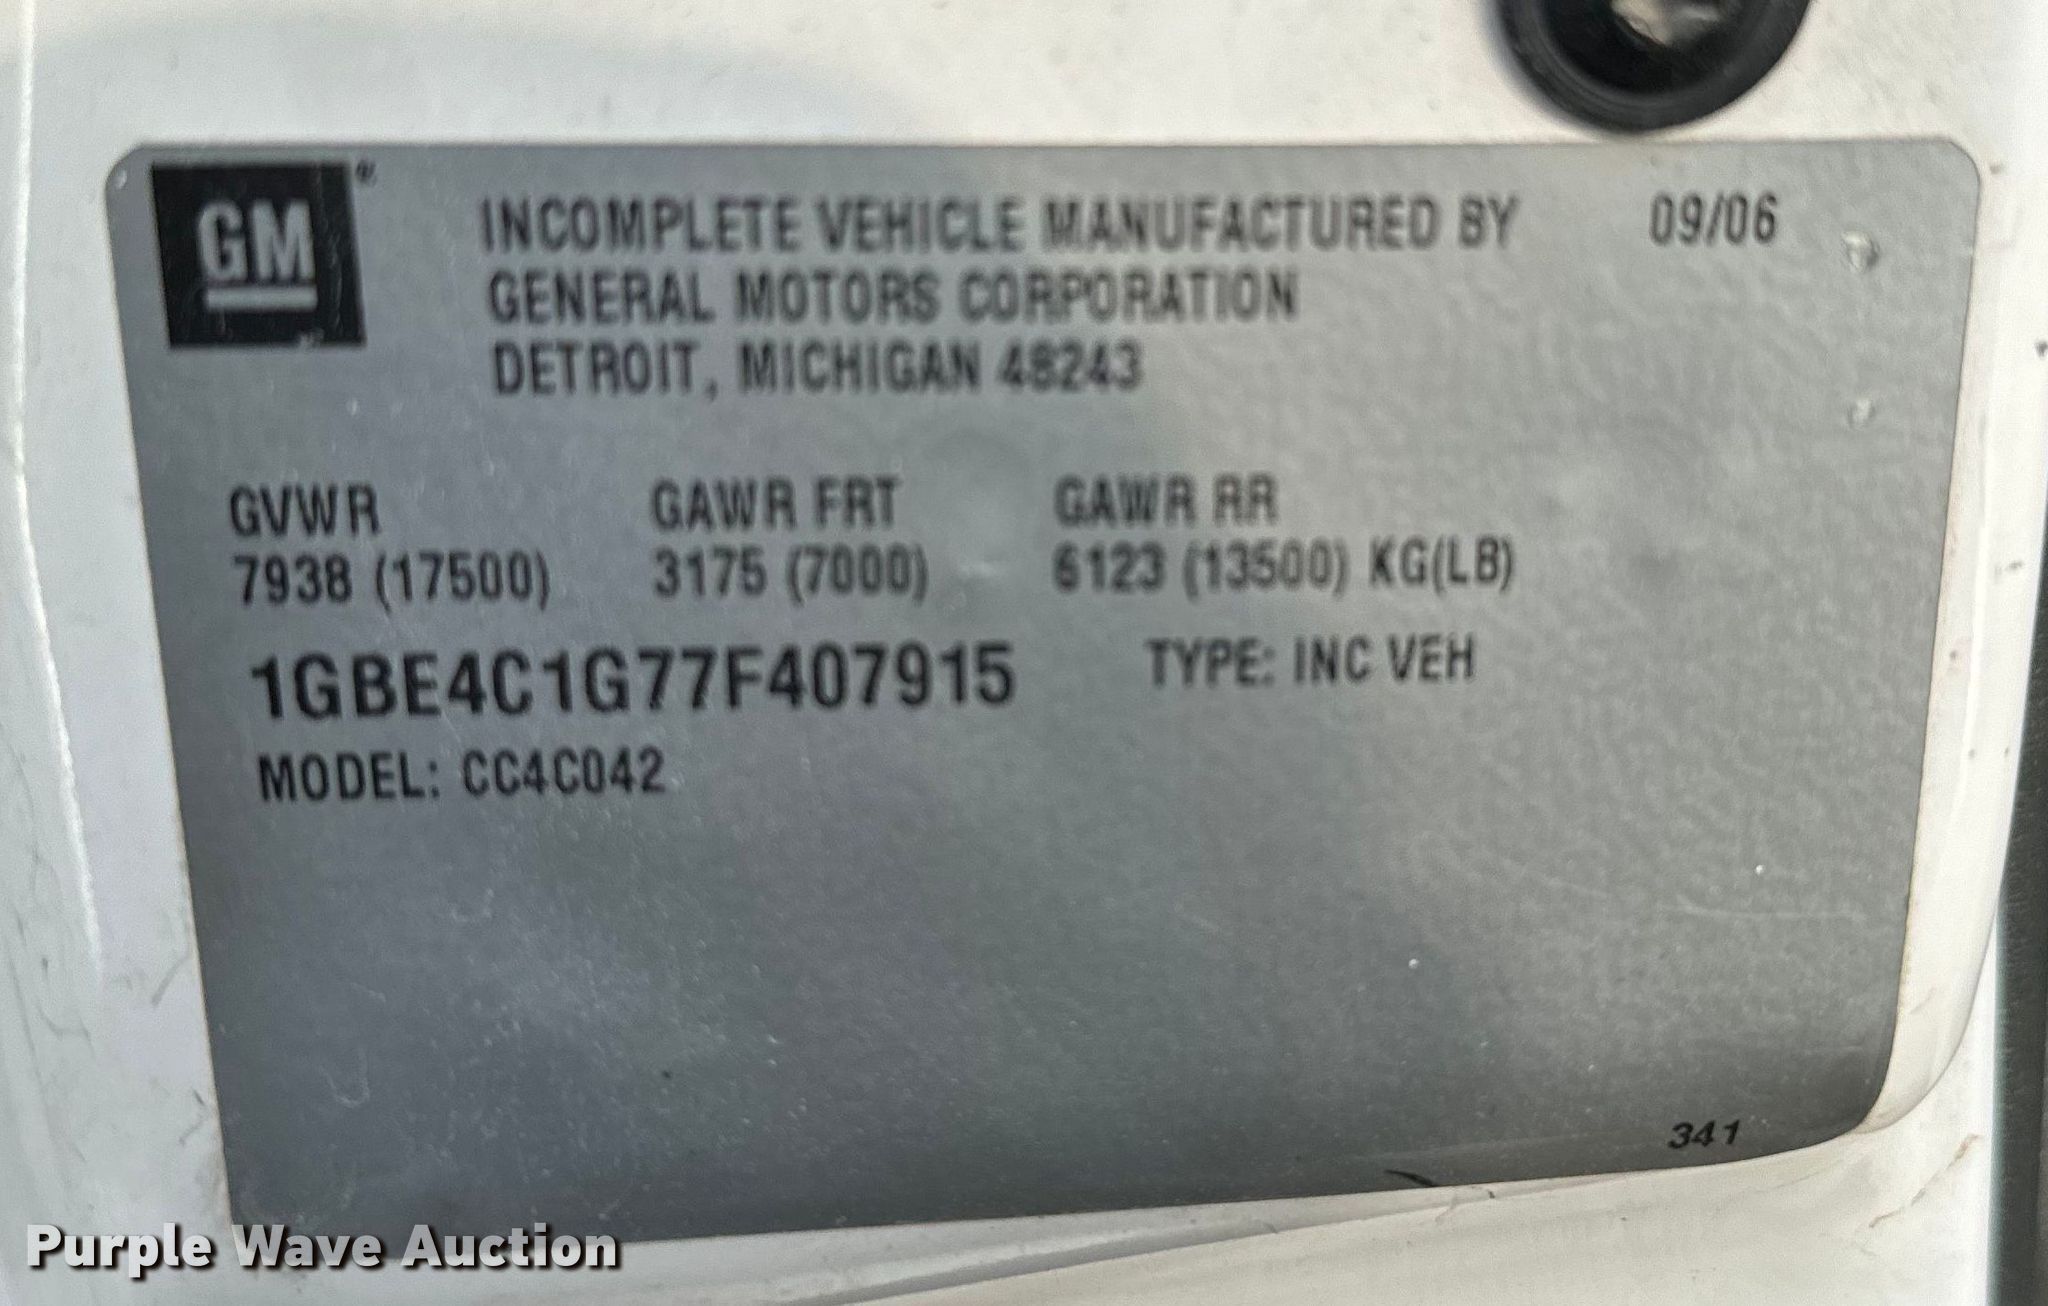 GM®
INCOMPLETE VEHICLE MANUFACTURED BY 09/06
GENERAL MOTORS CORPORATION
DETROIT, MICHIGAN 48243
GVWR GAWR FRT GAWR RR
7938 (17500) 3175 (7000) 6123 (13500) KG(LB)
1GBE4C1G77F407915 TYPE: INC VEH
MODEL: CC4C042
341
Purple Wave Auction